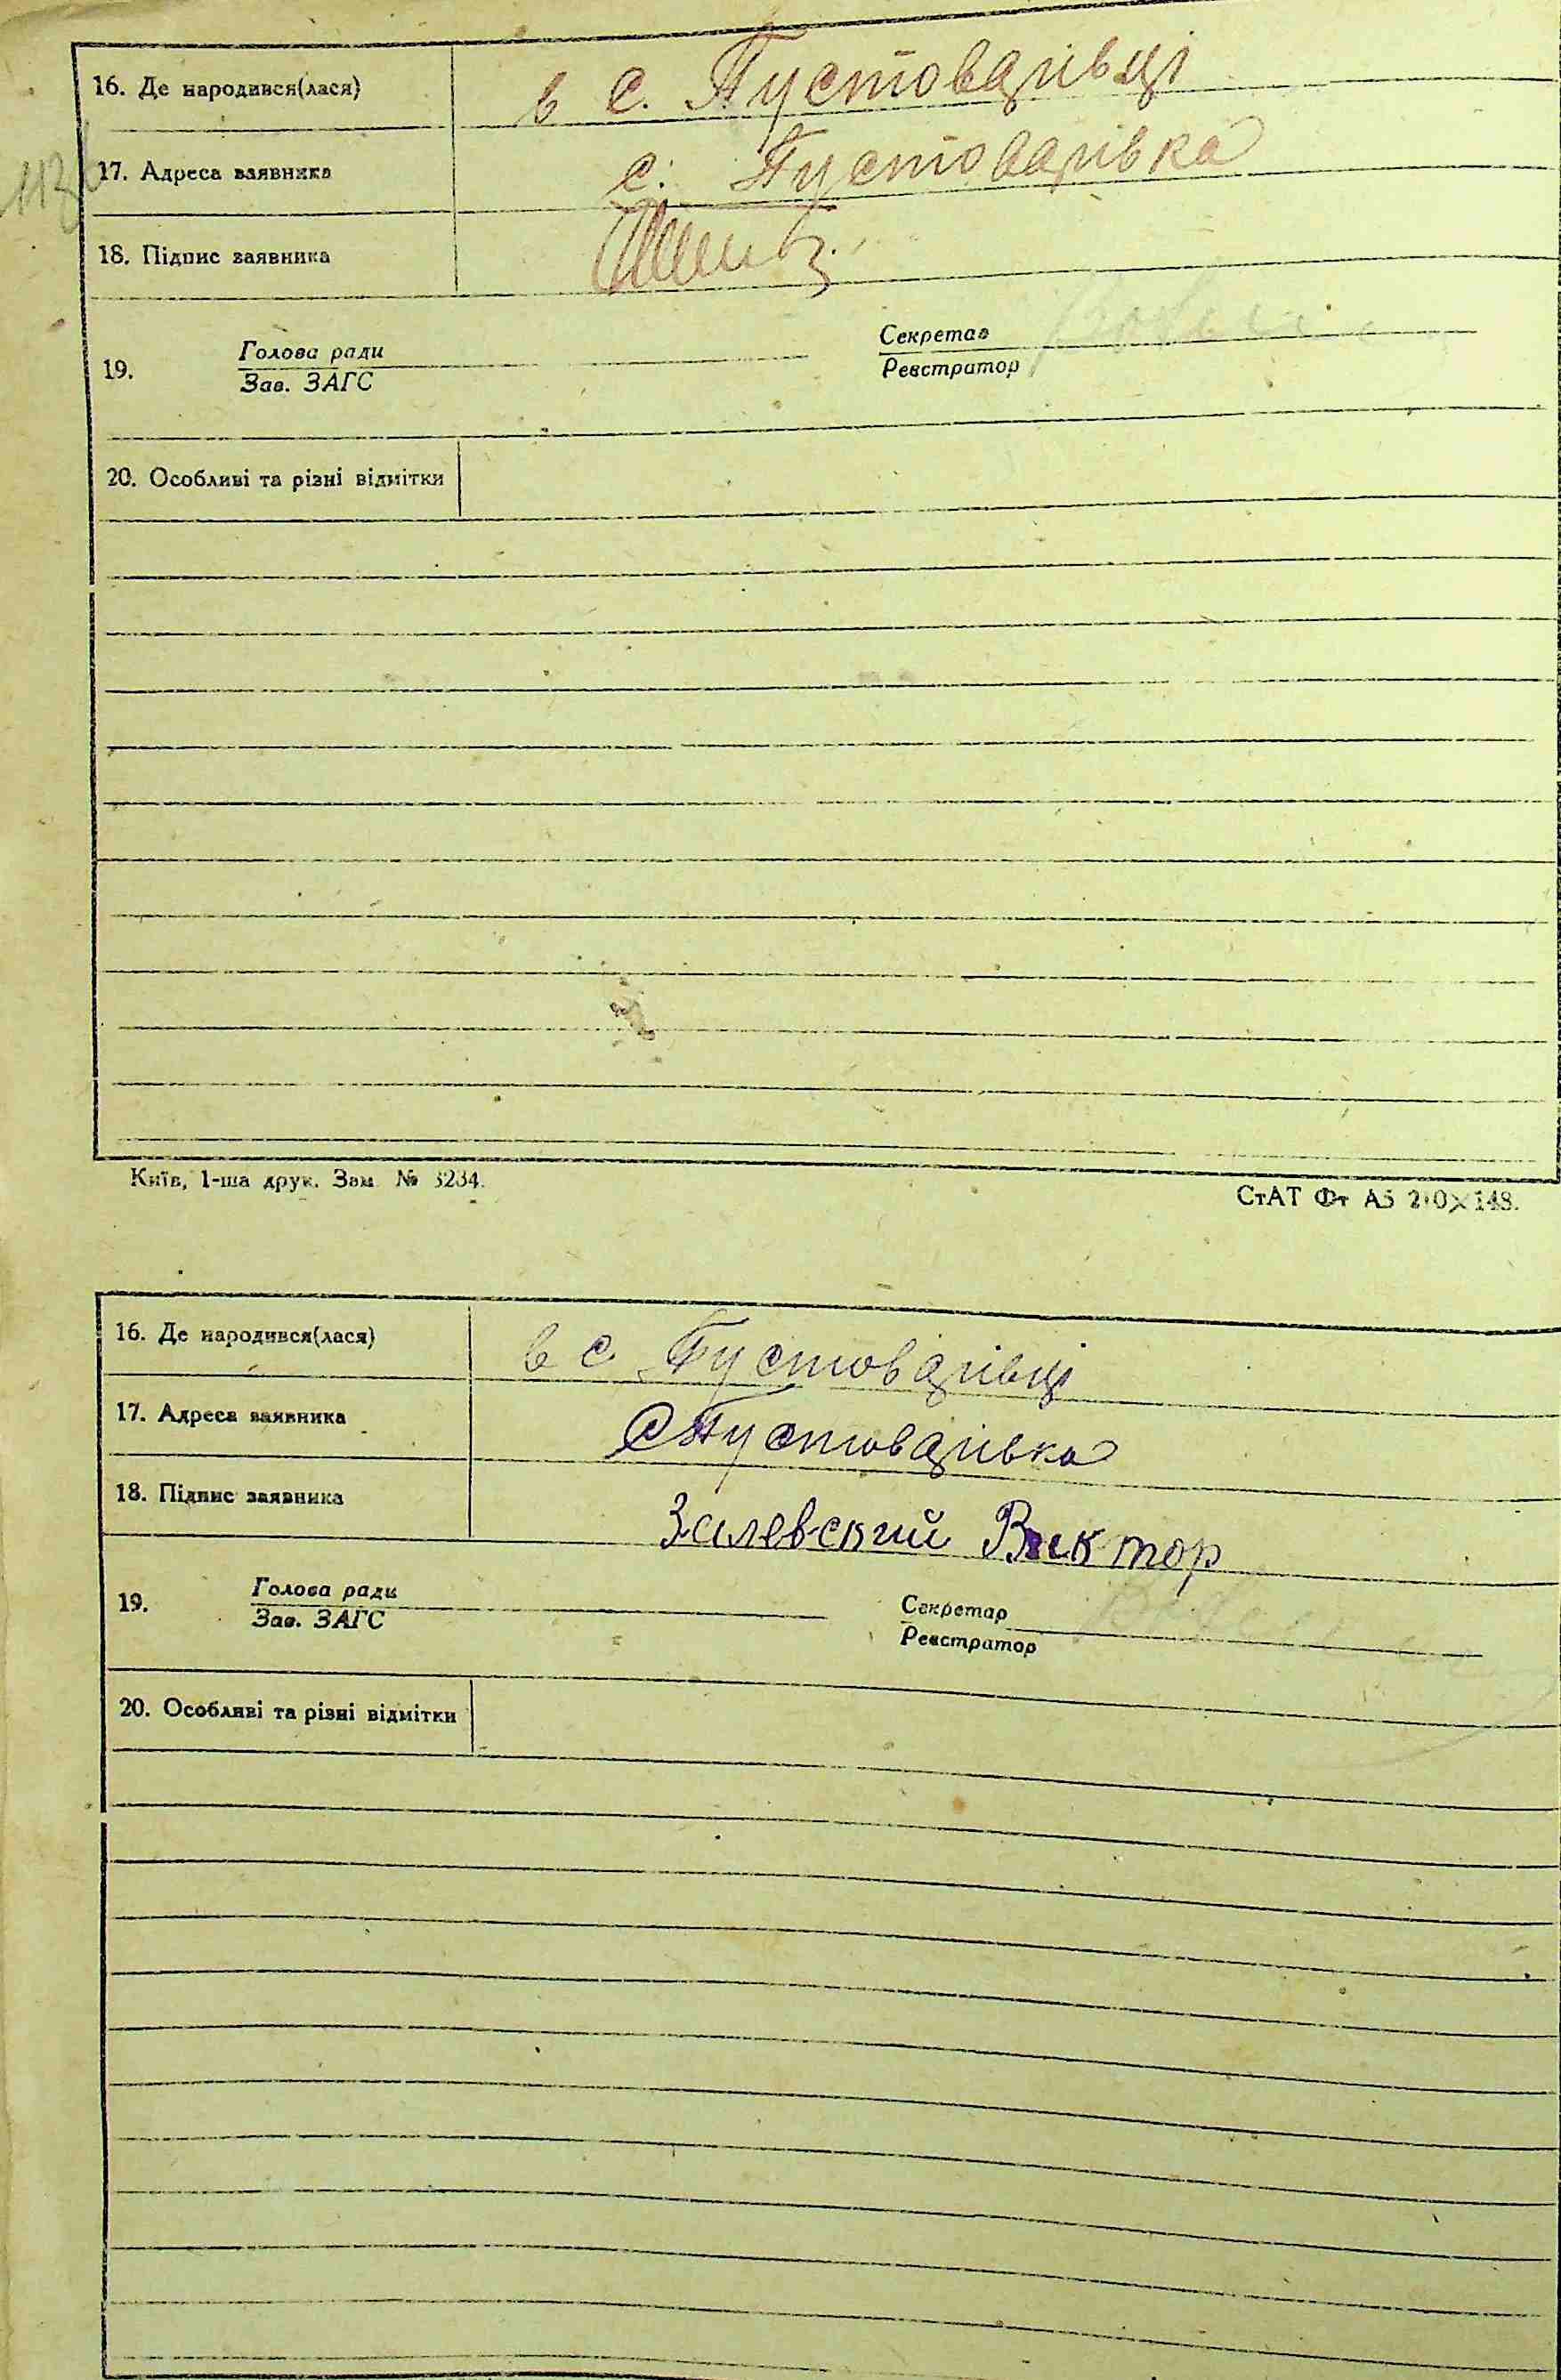 16. Де народився(лася) в с. Пустоварівці
17. Адреса заявника с. Пустоварівка
18. Підпис заявника
19. Голова ради Секретар
Зав. ЗАГС Реєстратор
20. Особливі та різні відмітки
Київ, 1-ша друк. Зам. № 3234.
СтАТ Фт А5 210×148.
16. Де народився(лася) в с Пустоварівці
17. Адреса заявника с Пустоварівка
18. Підпис заявника Залевский Виктор
19. Голова ради Секретар
Зав. ЗАГС Реєстратор
20. Особливі та різні відмітки